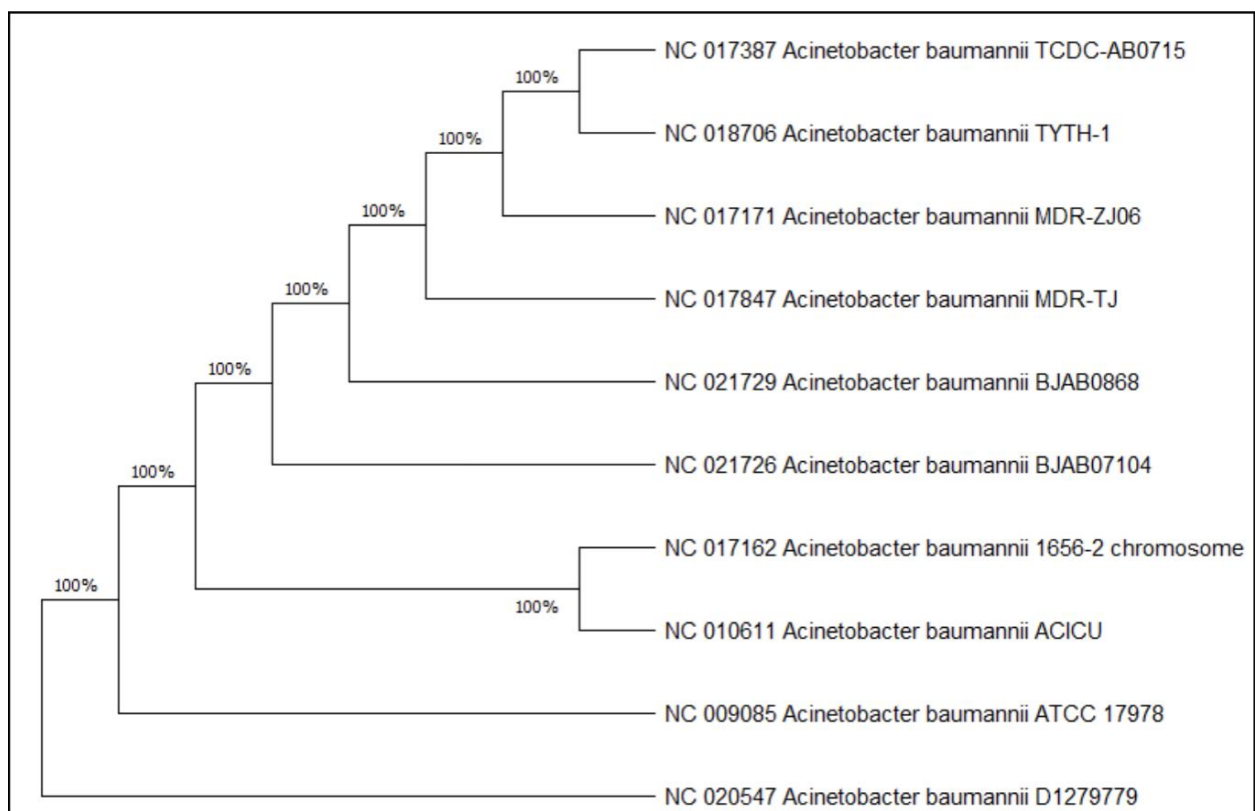 NC 017387 Acinetobacter baumannii TCDC-AB0715
100%
NC 018706 Acinetobacter baumannii TYTH-1
100%
NC 017171 Acinetobacter baumannii MDR-ZJ06
100%
NC 017847 Acinetobacter baumannii MDR-TJ
100%
NC 021729 Acinetobacter baumannii BJAB0868
100%
NC 021726 Acinetobacter baumannii BJAB07104
100%
NC 017162 Acinetobacter baumannii 1656-2 chromosome
100%
100%
NC 010611 Acinetobacter baumannii ACICU
NC 009085 Acinetobacter baumannii ATCC 17978
NC 020547 Acinetobacter baumannii D1279779